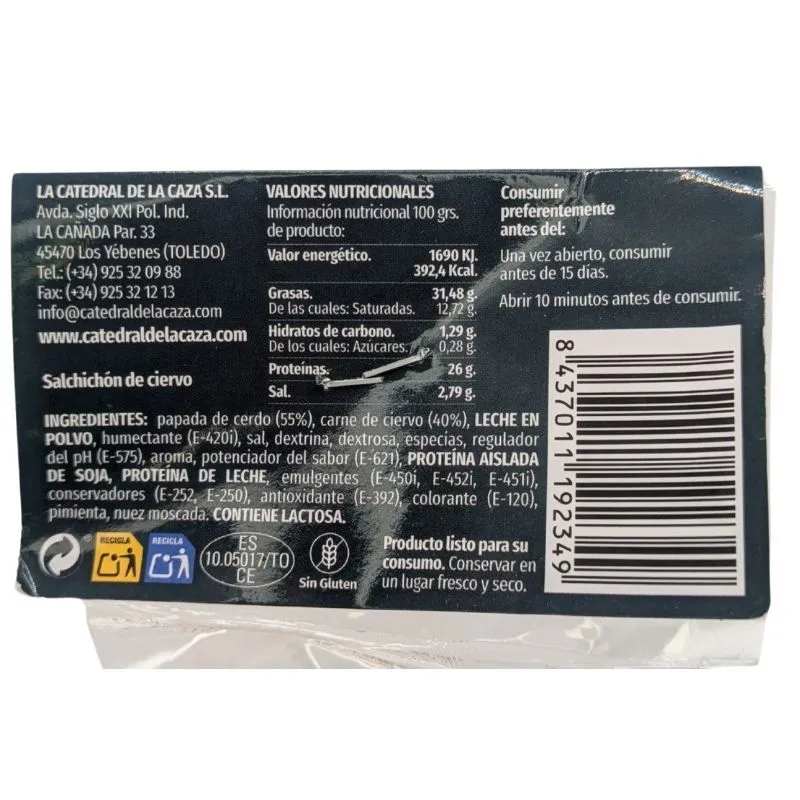 LA CATEDRAL DE LA CAZA S.L.
Avda. Siglo XXI Pol. Ind.
LA CAÑADA Par. 33
45470 Los Yébenes (TOLEDO)
Tel.: (+34) 925 32 09 88
Fax: (+34) 925 32 12 13
info@catedraldelacaza.com
www.catedraldelacaza.com
Salchichón de ciervo
VALORES NUTRICIONALES
Información nutricional 100 grs.
de producto:
Valor energético. 1690 KJ.
392,4 Kcal.
Grasas. 31,48 g.
De las cuales: Saturadas. 12,72 g.
Hidratos de carbono. 1,29 g.
De los cuales: Azúcares. 0,28 g.
Proteínas. 26 g.
Sal. 2,79 g.
Consumir
preferentemente
antes del:
Una vez abierto, consumir
antes de 15 días.
Abrir 10 minutos antes de consumir.
INGREDIENTES: papada de cerdo (55%), carne de ciervo (40%), LECHE EN
POLVO, humectante (E-420i), sal, dextrina, dextrosa, especias, regulador
del pH (E-575), aroma, potenciador del sabor (E-621), PROTEÍNA AISLADA
DE SOJA, PROTEÍNA DE LECHE, emulgentes (E-450i, E-452i, E-451i),
conservadores (E-252, E-250), antioxidante (E-392), colorante (E-120),
pimienta, nuez moscada. CONTIENE LACTOSA.
RECICLA
RECICLA
ES
10.05017/TO
CE
Sin Gluten
Producto listo para su
consumo. Conservar en
un lugar fresco y seco.
8 437011 192349